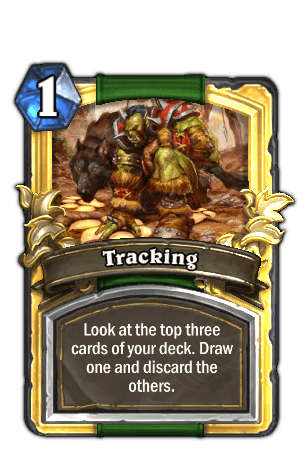 1
Tracking
Look at the top three
cards of your deck. Draw
one and discard the
others.